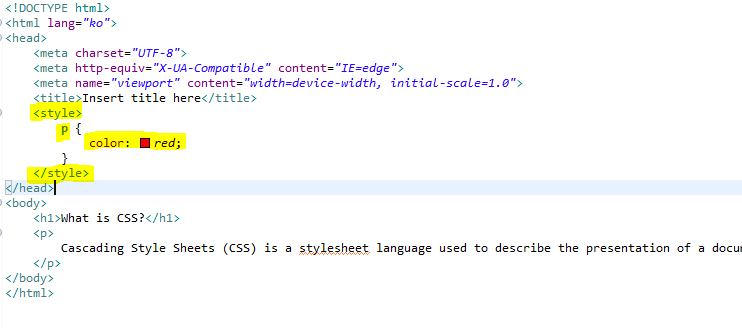 <!DOCTYPE html>
<html lang="ko">
<head>
    <meta charset="UTF-8">
    <meta http-equiv="X-UA-Compatible" content="IE=edge">
    <meta name="viewport" content="width=device-width, initial-scale=1.0">
    <title>Insert title here</title>
    <style>
        p {
            color: red;
        }
    </style>
</head>
<body>
    <h1>What is CSS?</h1>
    <p>
        Cascading Style Sheets (CSS) is a stylesheet language used to describe the presentation of a docu
    </p>
</body>
</html>